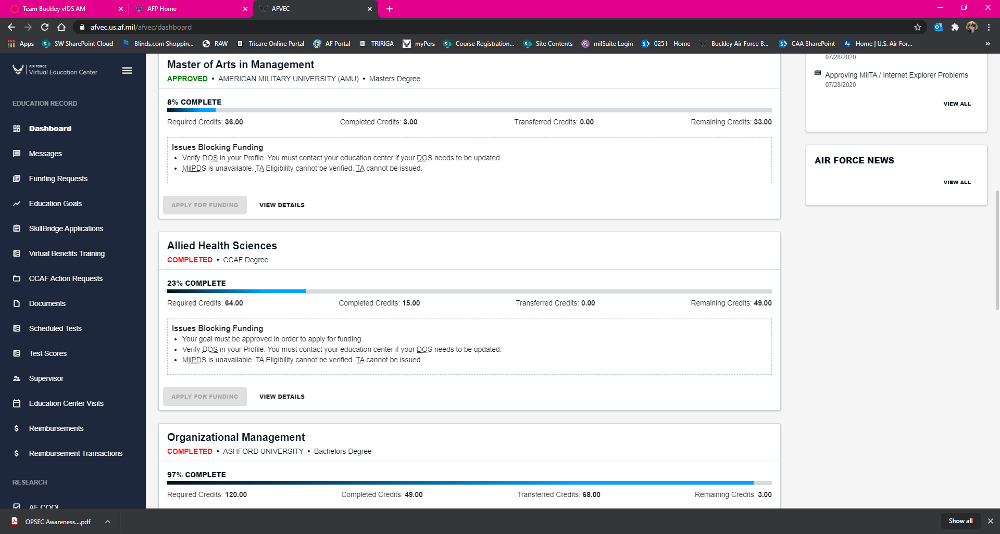 Team Buckley vIDS AM
AFP Home
AFVEC
afvec.us.af.mil/afvec/dashboard
Apps
SW SharePoint Cloud
Blinds.com Shoppin...
RAW
Tricare Online Portal
AF Portal
TRIRIGA
myPers
Course Registration...
Site Contents
milSuite Login
0251 - Home
Buckley Air Force B...
CAA SharePoint
Home | U.S. Air For...
»
AIR FORCE
Virtual Education Center
EDUCATION RECORD
Dashboard
Messages
Funding Requests
Education Goals
SkillBridge Applications
Virtual Benefits Training
CCAF Action Requests
Documents
Scheduled Tests
Test Scores
Supervisor
Education Center Visits
$ Reimbursements
$ Reimbursement Transactions
RESEARCH
AF COOL
Master of Arts in Management
APPROVED • AMERICAN MILITARY UNIVERSITY (AMU) • Masters Degree
8% COMPLETE
Required Credits: 36.00 Completed Credits: 3.00 Transferred Credits: 0.00 Remaining Credits: 33.00
Issues Blocking Funding
• Verify DOS in your Profile. You must contact your education center if your DOS needs to be updated.
• MilPDS is unavailable. TA Eligibility cannot be verified. TA cannot be issued.
APPLY FOR FUNDING VIEW DETAILS
Allied Health Sciences
COMPLETED • CCAF Degree
23% COMPLETE
Required Credits: 64.00 Completed Credits: 15.00 Transferred Credits: 0.00 Remaining Credits: 49.00
Issues Blocking Funding
• Your goal must be approved in order to apply for funding.
• Verify DOS in your Profile. You must contact your education center if your DOS needs to be updated.
• MilPDS is unavailable. TA Eligibility cannot be verified. TA cannot be issued.
APPLY FOR FUNDING VIEW DETAILS
Organizational Management
COMPLETED • ASHFORD UNIVERSITY • Bachelors Degree
97% COMPLETE
Required Credits: 120.00 Completed Credits: 49.00 Transferred Credits: 68.00 Remaining Credits: 3.00
07/28/2020
Approving MilTA / Internet Explorer Problems
07/28/2020
VIEW ALL
AIR FORCE NEWS
VIEW ALL
OPSEC Awareness....pdf
Show all